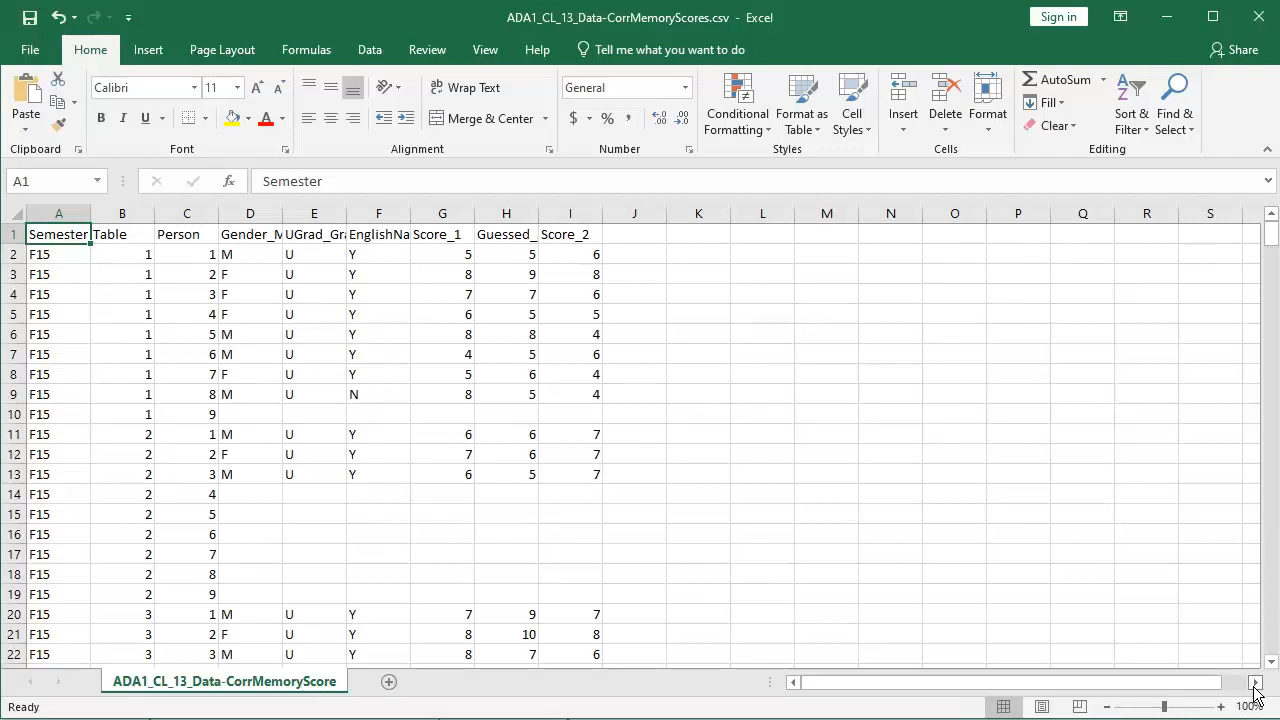 ADA1_CL_13_Data-CorrMemoryScores.csv - Excel
Sign in
File Home Insert Page Layout Formulas Data Review View Help Tell me what you want to do Share
Paste
Calibri 11
B I U
A
Wrap Text
Merge & Center
General
$ % ,
Conditional Formatting
Format as Table
Cell Styles
Insert Delete Format
AutoSum
Fill
Clear
Sort & Filter
Find & Select
Clipboard Font Alignment Number Styles Cells Editing
A1 fx Semester
A B C D E F G H I J K L M N O P Q R S
1 Semester Table Person Gender_M UGrad_Gra EnglishNa Score_1 Guessed_ Score_2
2 F15 1 1 M U Y 5 5 6
3 F15 1 2 F U Y 8 9 8
4 F15 1 3 F U Y 7 7 6
5 F15 1 4 F U Y 6 5 5
6 F15 1 5 M U Y 8 8 4
7 F15 1 6 M U Y 4 5 6
8 F15 1 7 F U Y 5 6 4
9 F15 1 8 M U N 8 5 4
10 F15 1 9
11 F15 2 1 M U Y 6 6 7
12 F15 2 2 F U Y 7 6 7
13 F15 2 3 M U Y 6 5 7
14 F15 2 4
15 F15 2 5
16 F15 2 6
17 F15 2 7
18 F15 2 8
19 F15 2 9
20 F15 3 1 M U Y 7 9 7
21 F15 3 2 F U Y 8 10 8
22 F15 3 3 M U Y 8 7 6
ADA1_CL_13_Data-CorrMemoryScore
Ready
100%